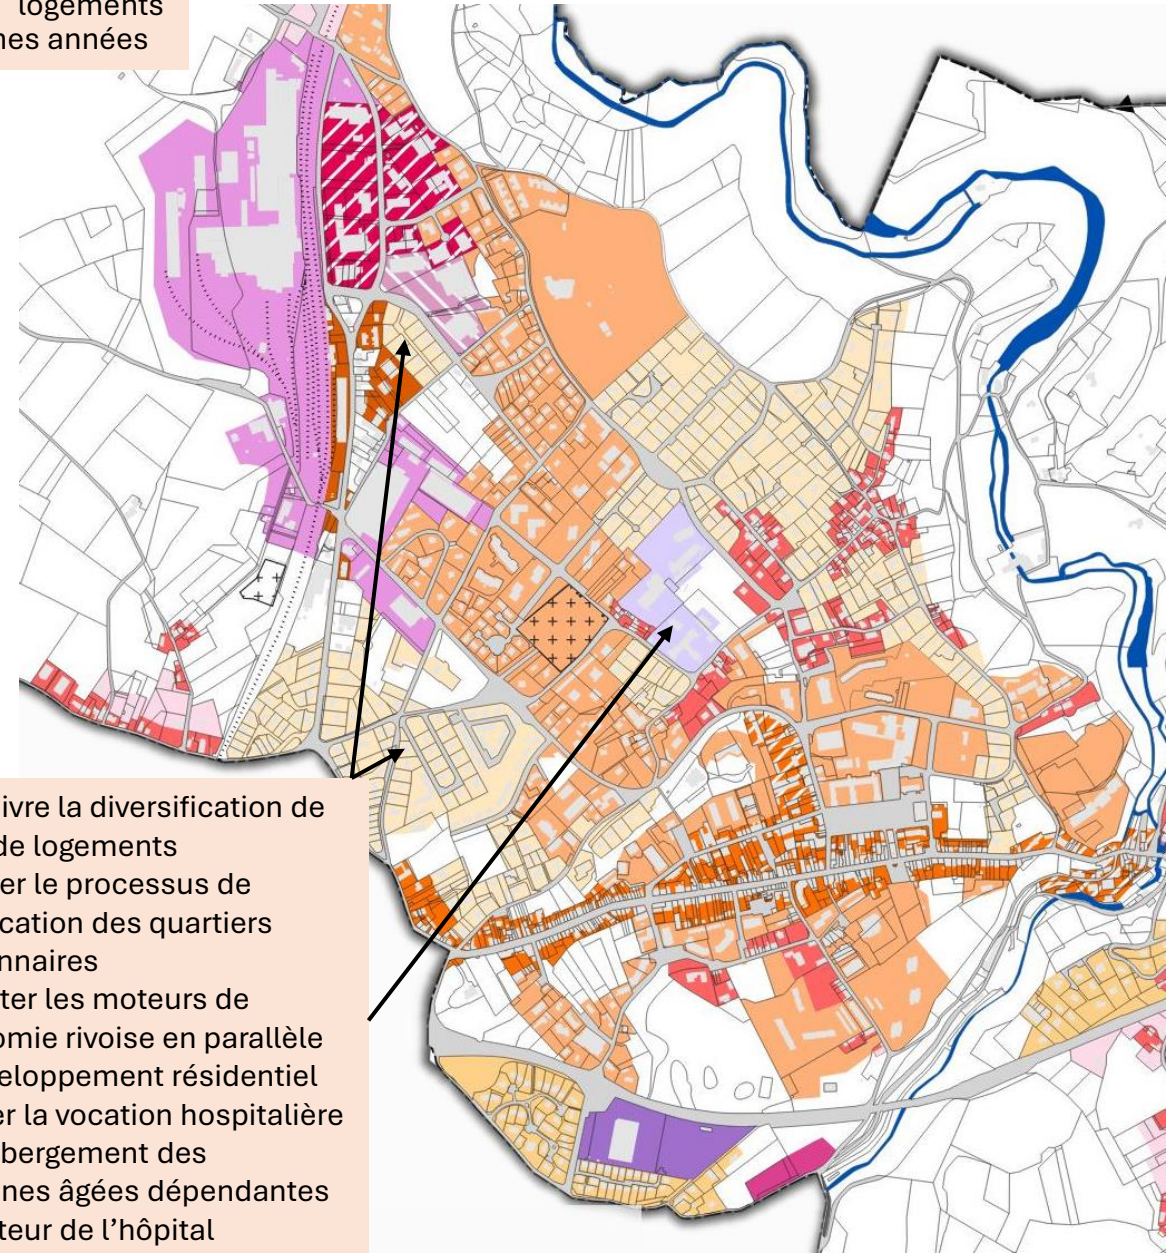 logements
nes années
ivre la diversification de
de logements
er le processus de
cation des quartiers
nnaires
ter les moteurs de
omie rivoise en parallèle
eloppement résidentiel
er la vocation hospitalière
bergement des
nes âgées dépendantes
teur de l’hôpital